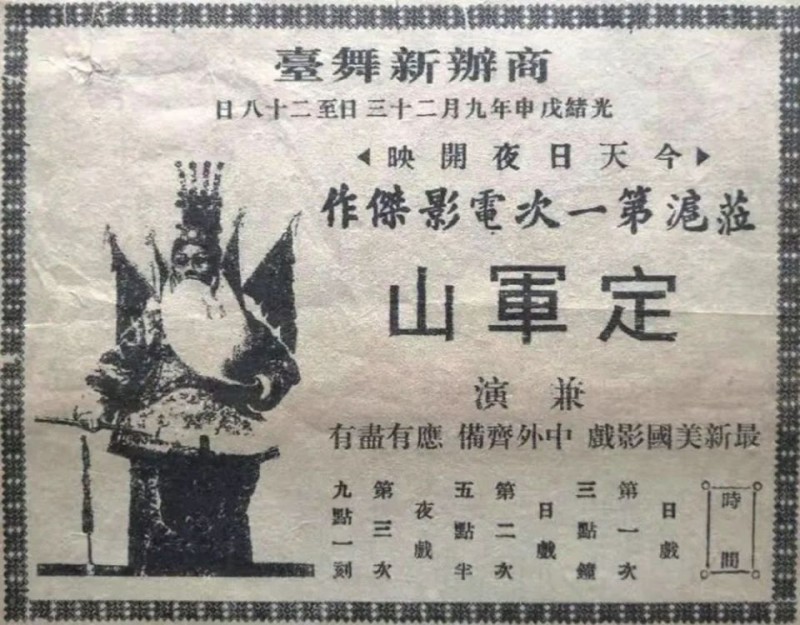 商辦新舞臺
光緒戊申年九月二十三日至二十八日
今天日夜開映
蒞滬第一次電影傑作
定軍山
兼演
最新美國影戲 中外齊備 應有盡有
時間
日戲
第一次
三點鐘
日戲
第二次
五點半
夜戲
第三次
九點一刻